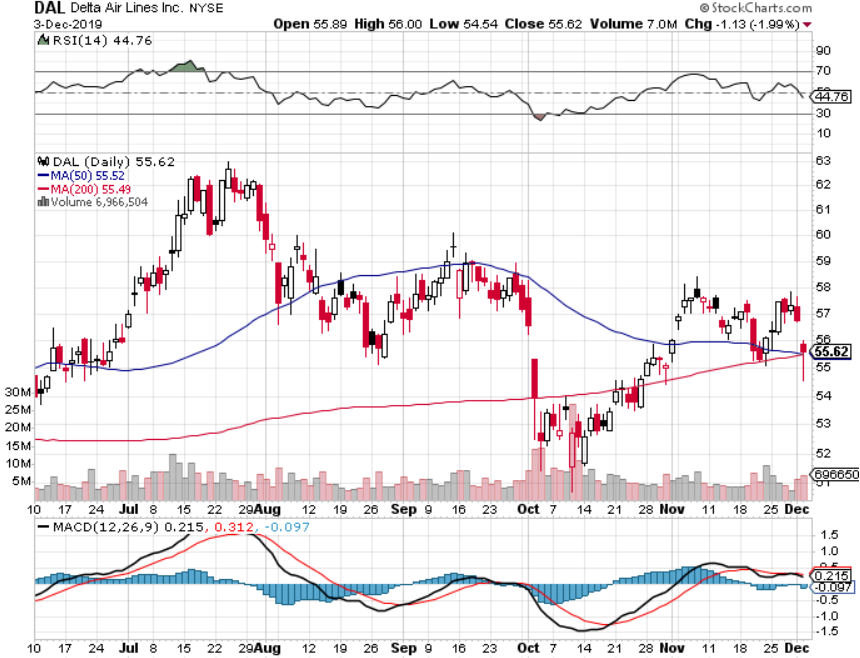 DAL Delta Air Lines Inc. NYSE © StockCharts.com
3-Dec-2019 Open 55.89 High 56.00 Low 54.54 Close 55.62 Volume 7.0M Chg -1.13 (-1.99%)
RSI(14) 44.76
90
70
44.76
30
10
DAL (Daily) 55.62
MA(50) 55.52
MA(200) 55.49
Volume 6,966,504
63
62
61
60
59
58
57
56
55.62
55
54
53
52
51
30M
25M
20M
15M
10M
5M
696650
10 17 24 Jul 8 15 22 29 Aug 12 19 26 Sep 9 16 23 Oct 7 14 21 28 Nov 11 18 25 Dec
MACD(12,26,9) 0.215, 0.312, -0.097
1.5
1.0
0.215
-0.097
-0.5
-1.0
-1.5
10 17 24 Jul 8 15 22 29 Aug 12 19 26 Sep 9 16 23 Oct 7 14 21 28 Nov 11 18 25 Dec